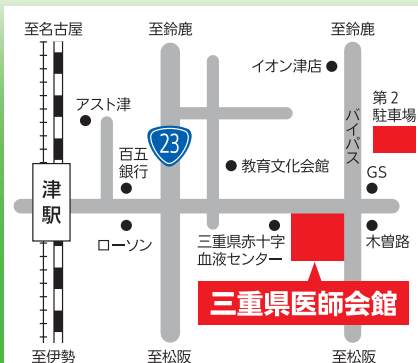 至名古屋
至鈴鹿
至鈴鹿
イオン津店
アスト津
第2
駐車場
バイパス
23
百五
銀行
教育文化会館
GS
津駅
ローソン
三重県赤十字
血液センター
木曽路
三重県医師会館
至伊勢
至松阪
至松阪